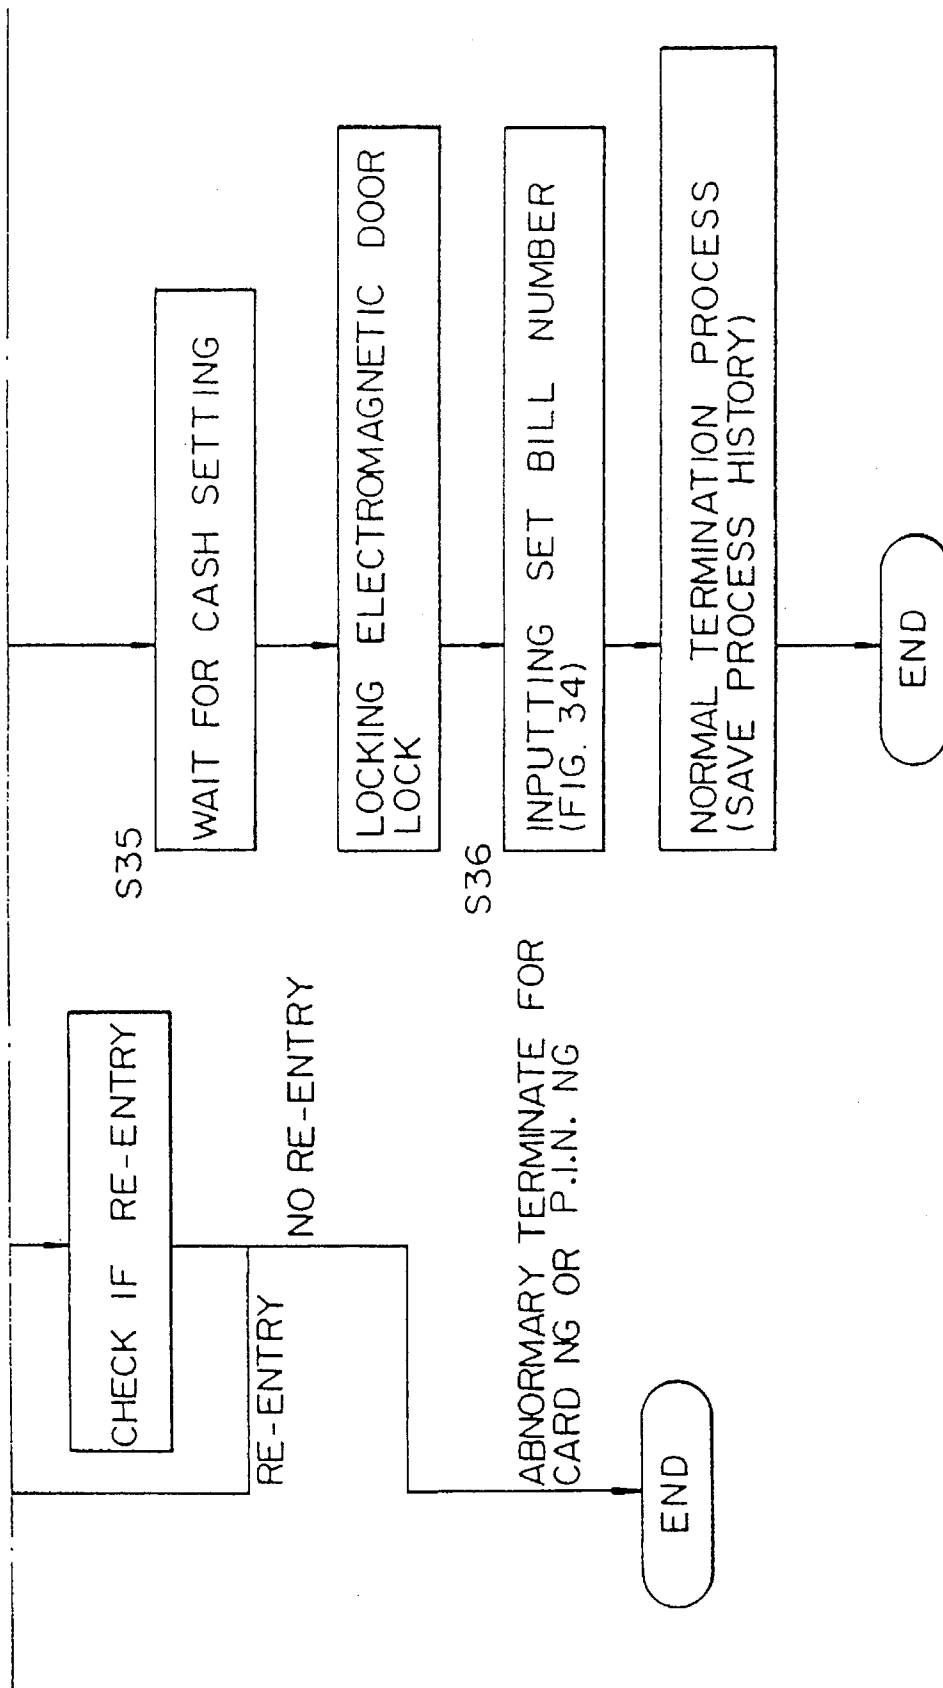 CHECK IF RE-ENTRY
RE-ENTRY
NO RE-ENTRY
ABNORMARY TERMINATE FOR
CARD NG OR P.I.N. NG
END
S35
WAIT FOR CASH SETTING
LOCKING ELECTROMAGNETIC DOOR
LOCK
S36
INPUTTING SET BILL NUMBER
(FIG. 34)
NORMAL TERMINATION PROCESS
(SAVE PROCESS HISTORY)
END